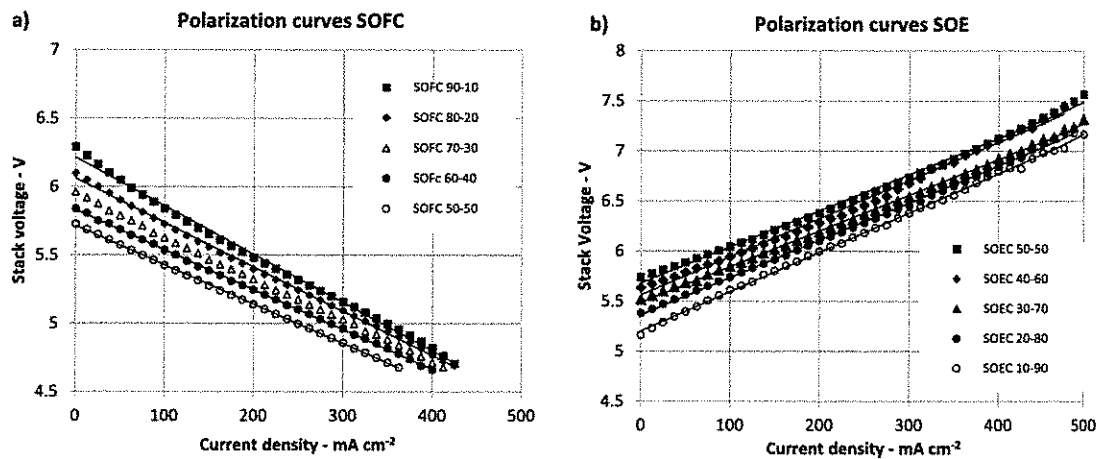 a)
Polarization curves SOFC
7
6.5
6
5.5
5
4.5
Stack voltage - V
SOFC 90-10
SOFC 80-20
SOFC 70-30
SOFc 60-40
SOFC 50-50
0
100
200
300
400
500
Current density - mA cm⁻²
b)
Polarization curves SOE
8
7.5
7
6.5
6
5.5
5
4.5
Stack Voltage - V
SOEC 50-50
SOEC 40-60
SOEC 30-70
SOEC 20-80
SOEC 10-90
0
100
200
300
400
500
Current density - mA cm⁻²